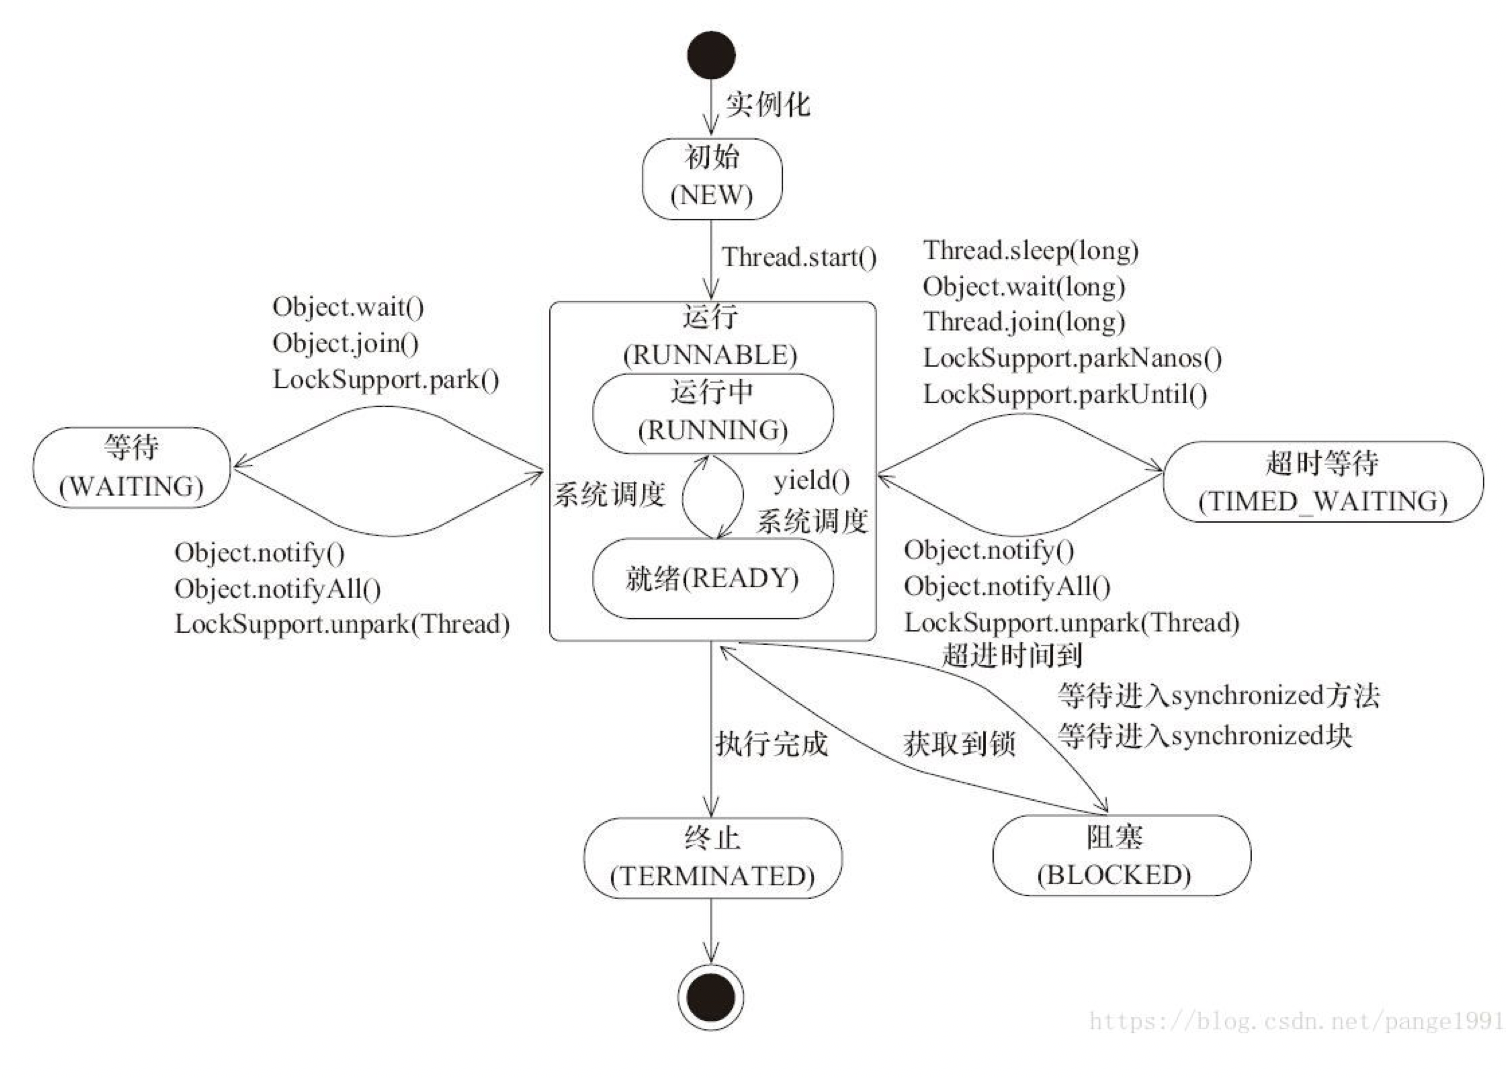 实例化
初始
(NEW)
Thread.start()
Thread.sleep(long)
Object.wait(long)
Thread.join(long)
LockSupport.parkNanos()
LockSupport.parkUntil()
Object.wait()
Object.join()
LockSupport.park()
运行
(RUNNABLE)
运行中
(RUNNING)
等待
(WAITING)
超时等待
(TIMED_WAITING)
系统调度
yield()
系统调度
就绪(READY)
Object.notify()
Object.notifyAll()
LockSupport.unpark(Thread)
Object.notify()
Object.notifyAll()
LockSupport.unpark(Thread)
超进时间到
等待进入synchronized方法
等待进入synchronized块
执行完成
获取到锁
终止
(TERMINATED)
阻塞
(BLOCKED)
https://blog.csdn.net/pange1991